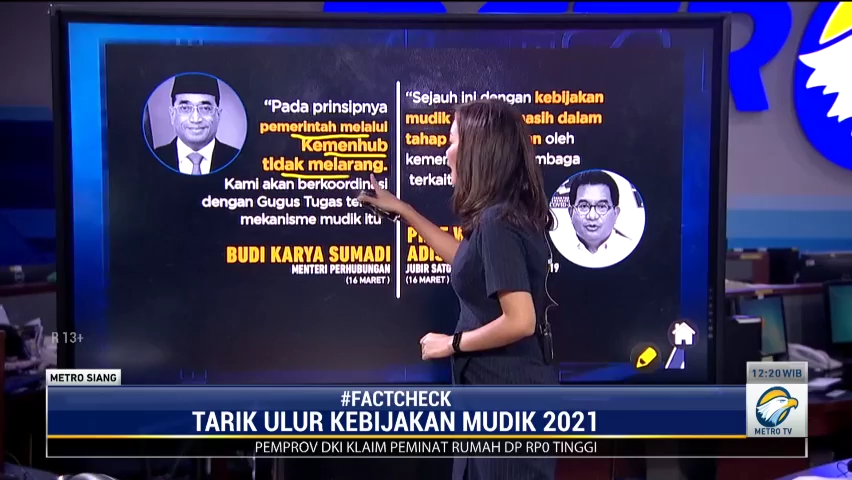 "Pada prinsipnya
pemerintah melalui
Kemenhub
tidak melarang.
Kami akan berkoordinasi
dengan Gugus Tugas
mekanisme mudik itu
BUDI KARYA SUMADI
MENTERI PERHUBUNGAN
(16 MARET)
"Sejauh ini dengan kebijakan
mudik dalam
tahap oleh
terkait
JUBIR
(16 MARET)
19
R 13+
METRO SIANG
12:20 WIB
#FACTCHECK
TARIK ULUR KEBIJAKAN MUDIK 2021
METRO TV
PEMPROV DKI KLAIM PEMINAT RUMAH DP RP0 TINGGI